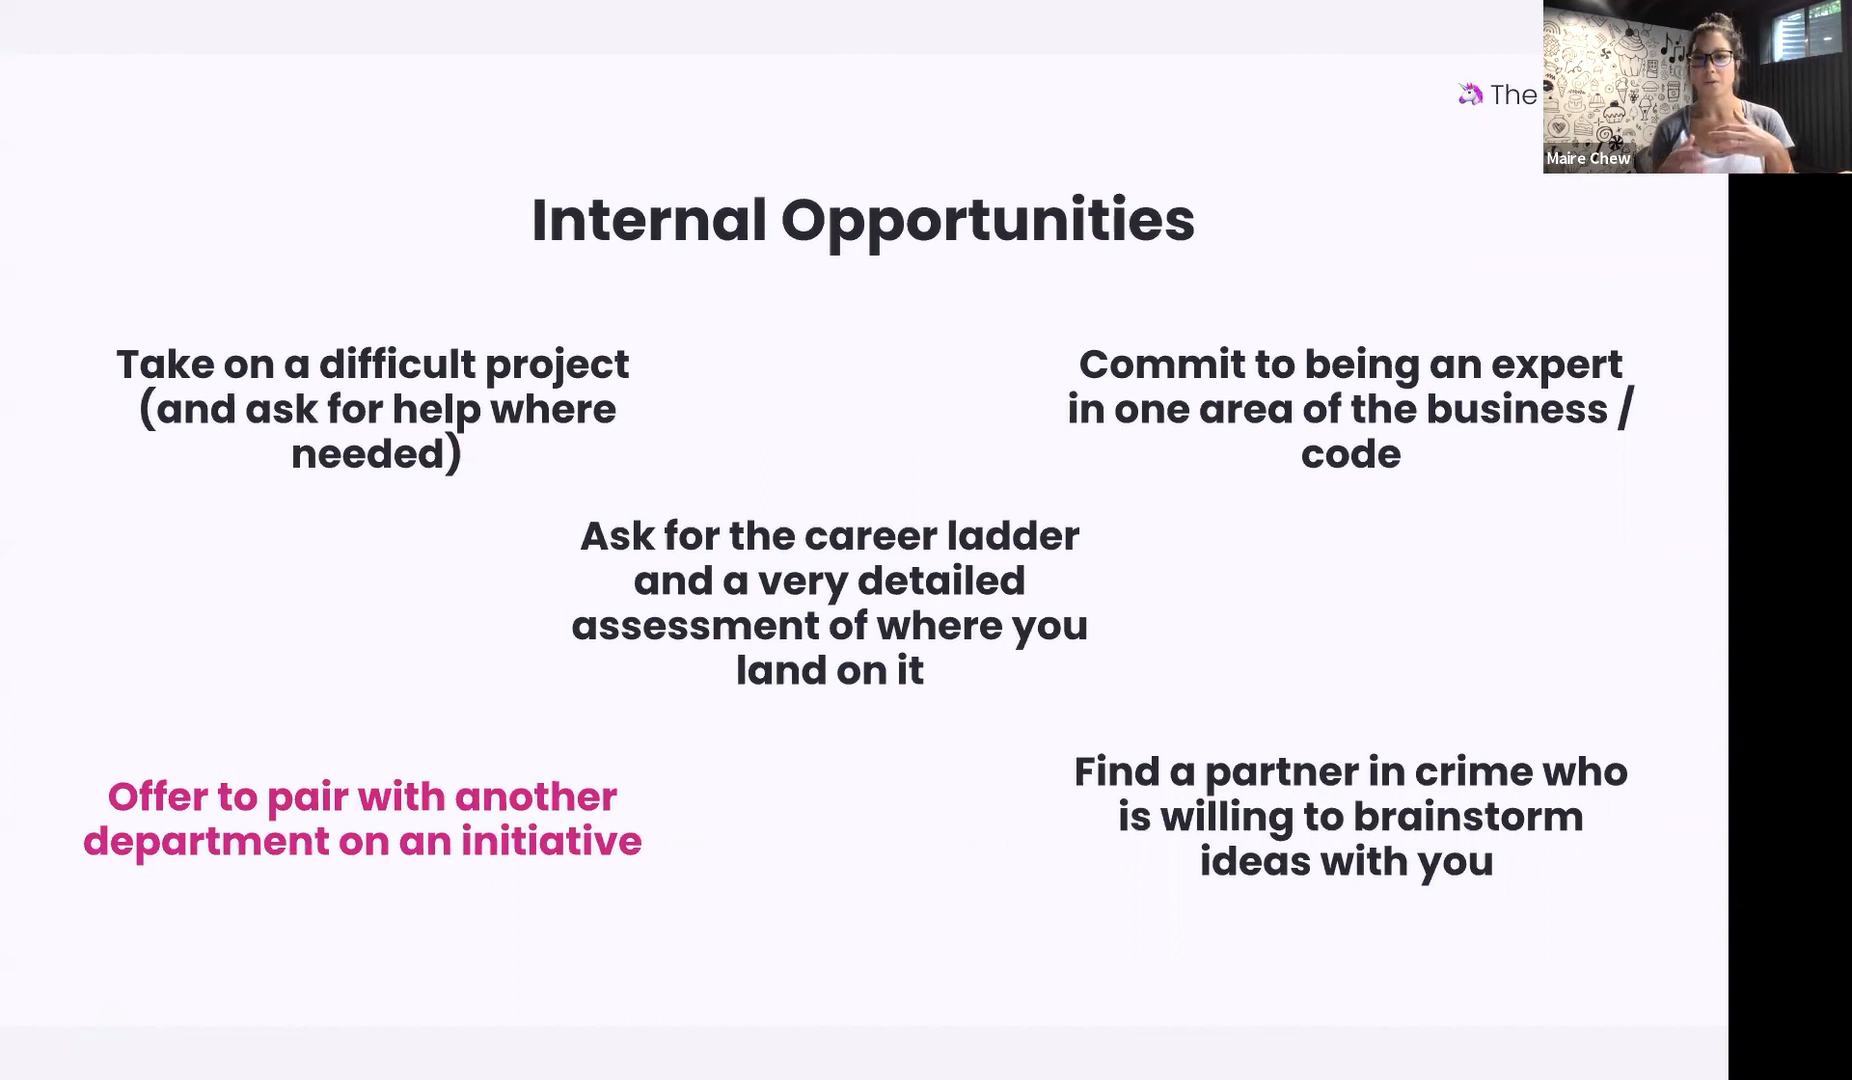 The
Maire Chew
Internal Opportunities
Take on a difficult project
(and ask for help where
needed)
Commit to being an expert
in one area of the business /
code
Ask for the career ladder
and a very detailed
assessment of where you
land on it
Offer to pair with another
department on an initiative
Find a partner in crime who
is willing to brainstorm
ideas with you